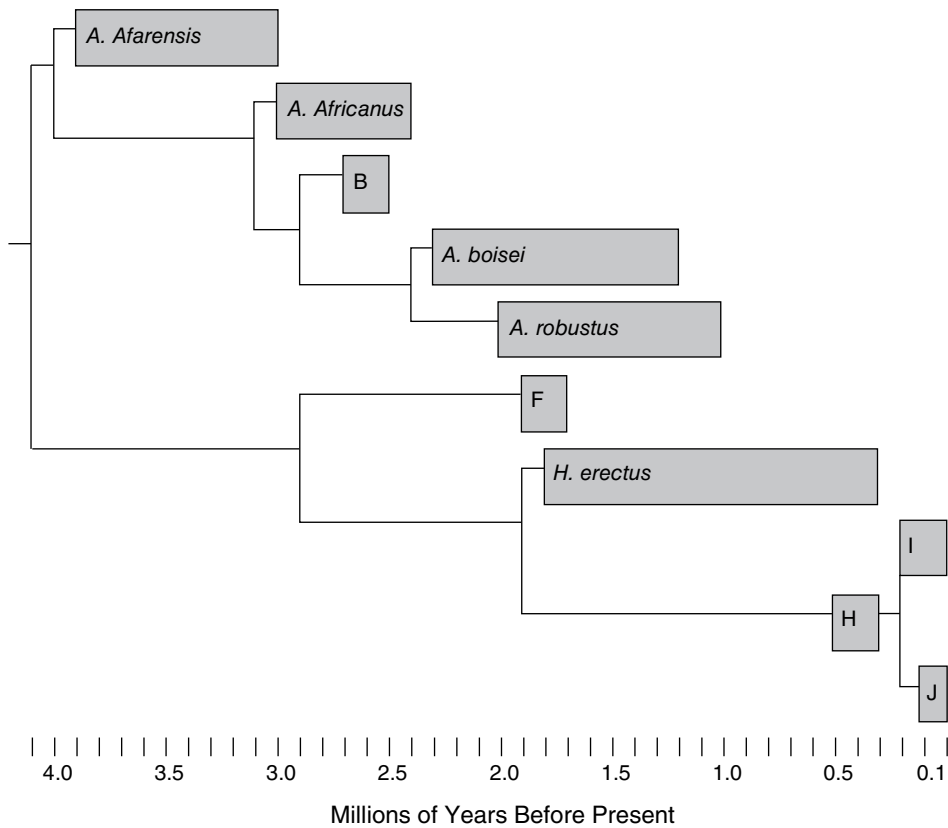 A. Afarensis
A. Africanus
B
A. boisei
A. robustus
F
H. erectus
I
H
J
4.0 3.5 3.0 2.5 2.0 1.5 1.0 0.5 0.1
Millions of Years Before Present